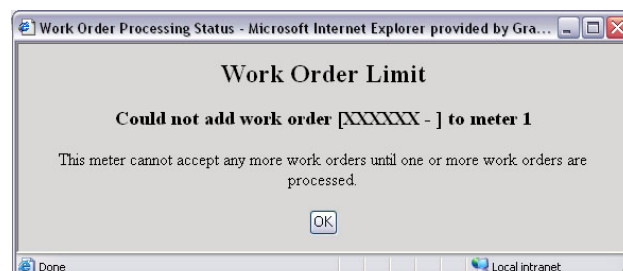 Work Order Processing Status - Microsoft Internet Explorer provided by Gra...
Work Order Limit
Could not add work order [XXXXXX - ] to meter 1
This meter cannot accept any more work orders until one or more work orders are
processed.
OK
Done
Local intranet